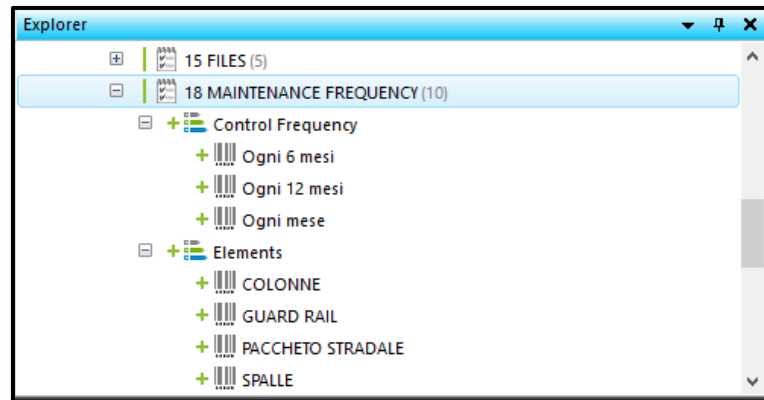 Explorer
15 FILES (5)
18 MAINTENANCE FREQUENCY (10)
Control Frequency
Ogni 6 mesi
Ogni 12 mesi
Ogni mese
Elements
COLONNE
GUARD RAIL
PACCHETO STRADALE
SPALLE